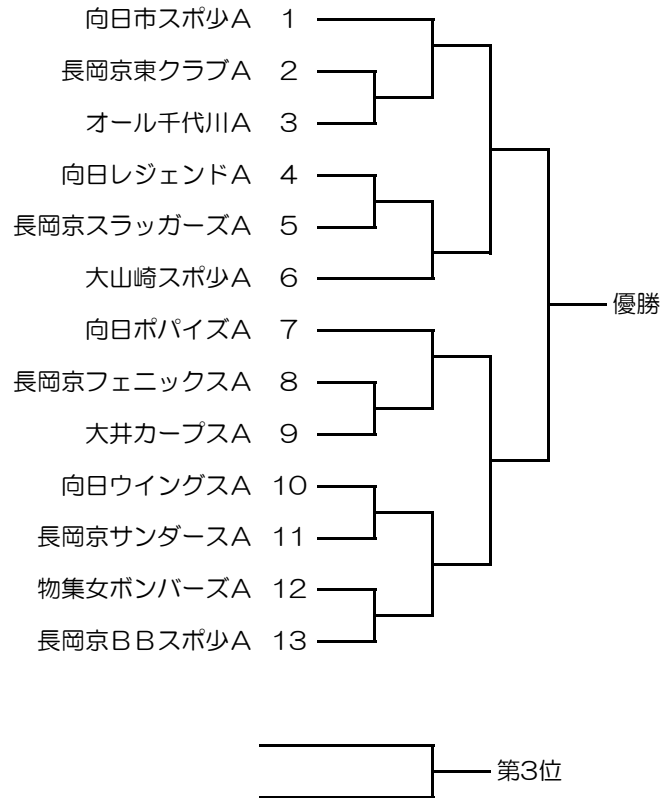 向日市スポ少A 1
長岡京東クラブA 2
オール千代川A 3
向日レジェンドA 4
長岡京スラッガーズA 5
大山崎スポ少A 6
向日ポパイズA 7
長岡京フェニックスA 8
大井カープスA 9
向日ウイングスA 10
長岡京サンダースA 11
物集女ボンバーズA 12
長岡京BBスポ少A 13
優勝
第3位